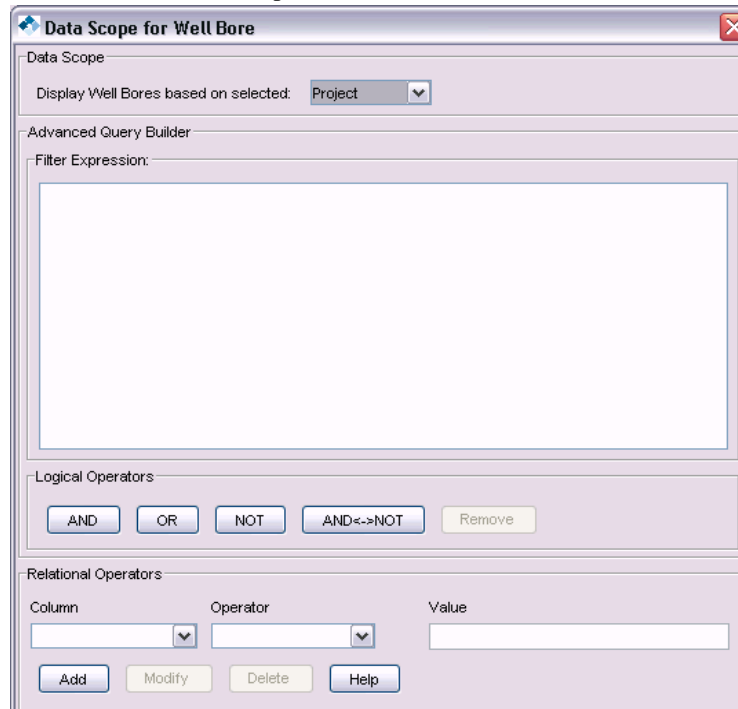 Data Scope for Well Bore
Data Scope
Display Well Bores based on selected: Project
Advanced Query Builder
Filter Expression:
Logical Operators
AND OR NOT AND<->NOT Remove
Relational Operators
Column Operator Value
Add Modify Delete Help